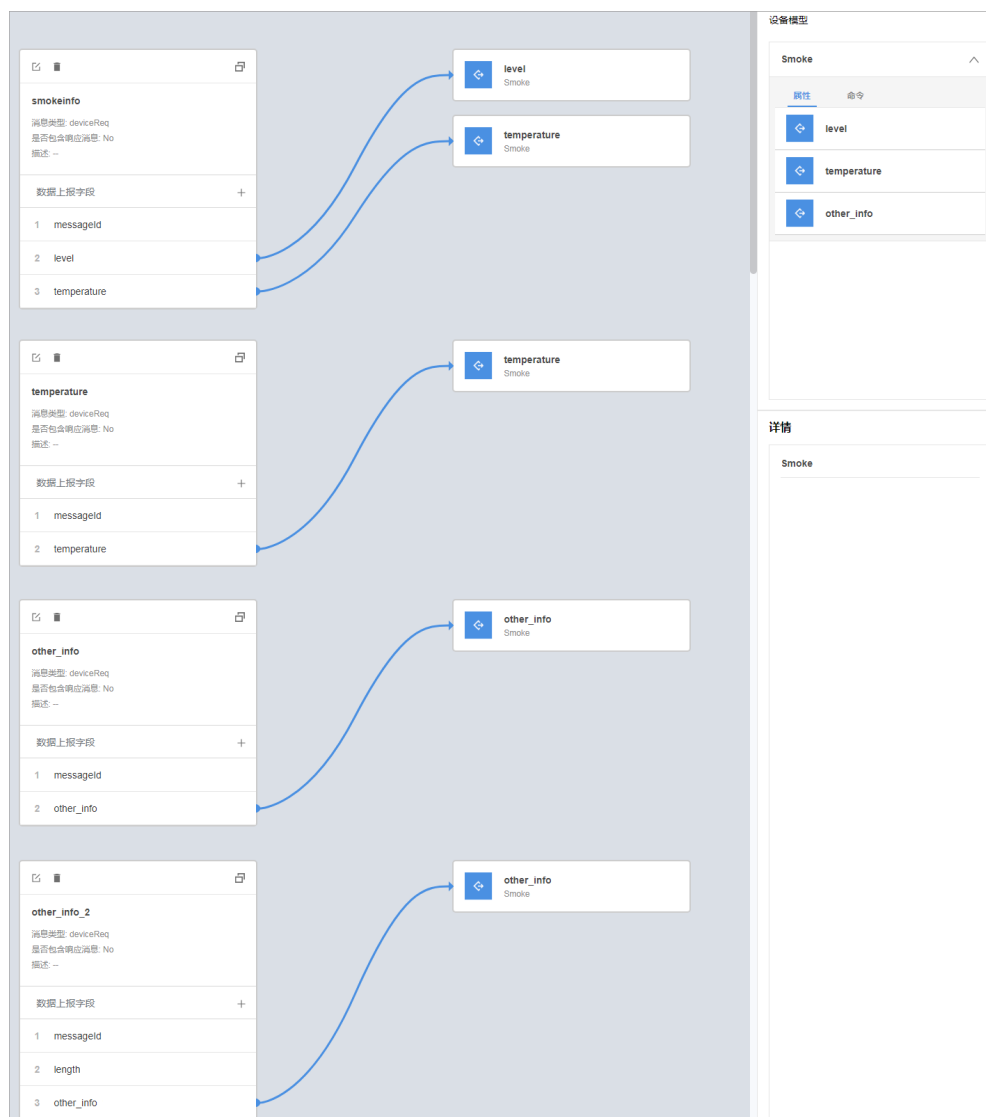 smokeinfo
消息类型: deviceReq
是否包含响应消息: No
描述: --
数据上报字段 +
1 messageId
2 level
3 temperature
level
Smoke
temperature
Smoke
temperature
消息类型: deviceReq
是否包含响应消息: No
描述: --
数据上报字段 +
1 messageId
2 temperature
temperature
Smoke
other_info
消息类型: deviceReq
是否包含响应消息: No
描述: --
数据上报字段 +
1 messageId
2 other_info
other_info
Smoke
other_info_2
消息类型: deviceReq
是否包含响应消息: No
描述: --
数据上报字段 +
1 messageId
2 length
3 other_info
other_info
Smoke
设备模型
Smoke
属性 命令
level
temperature
other_info
详情
Smoke